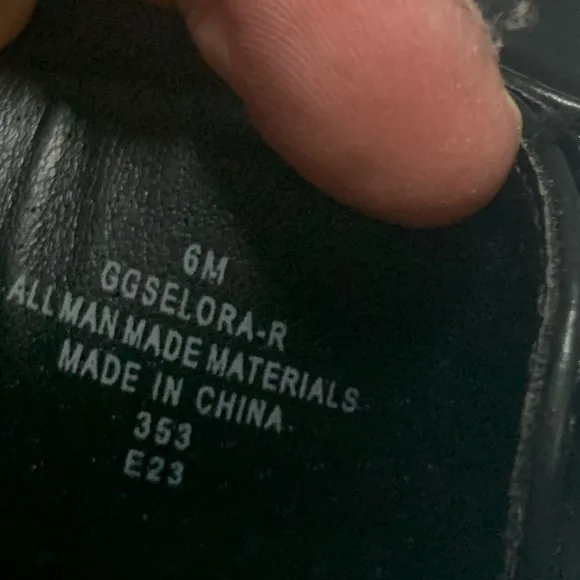 6M
GGSELORA-R
ALL MAN MADE MATERIALS
MADE IN CHINA
353
E23